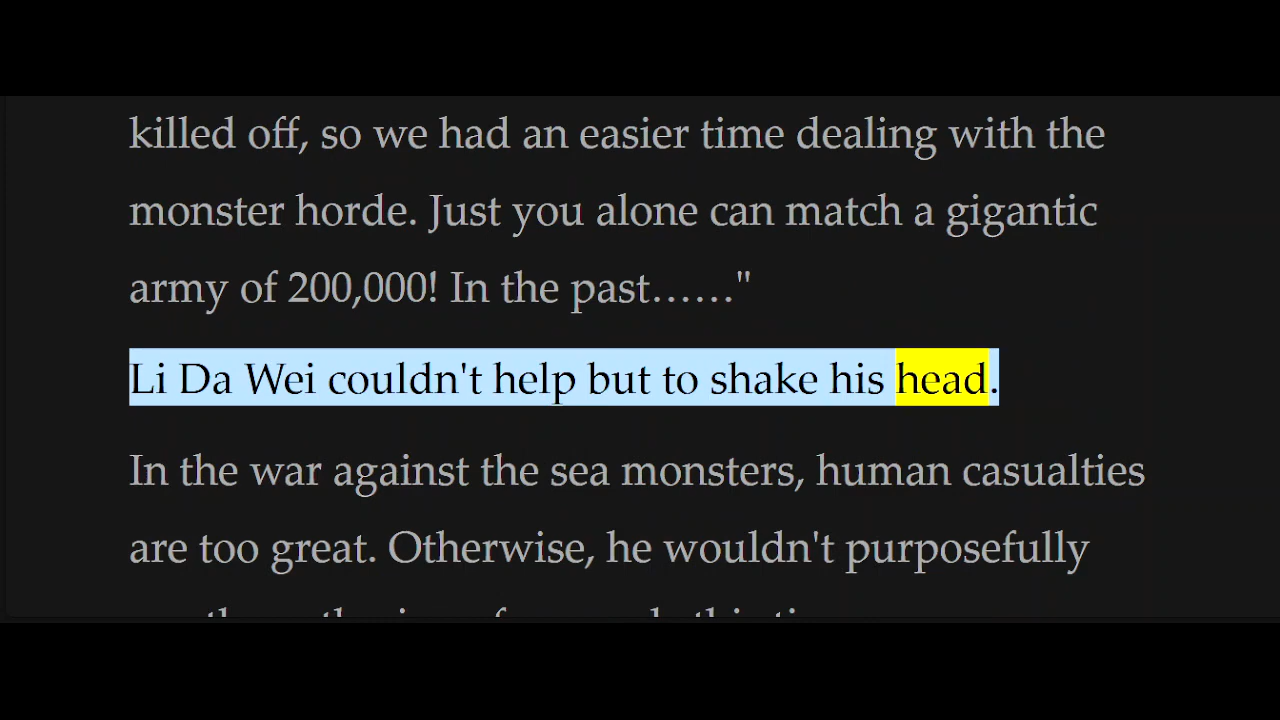 killed off, so we had an easier time dealing with the
monster horde. Just you alone can match a gigantic
army of 200,000! In the past……"
Li Da Wei couldn't help but to shake his head.
In the war against the sea monsters, human casualties
are too great. Otherwise, he wouldn't purposefully